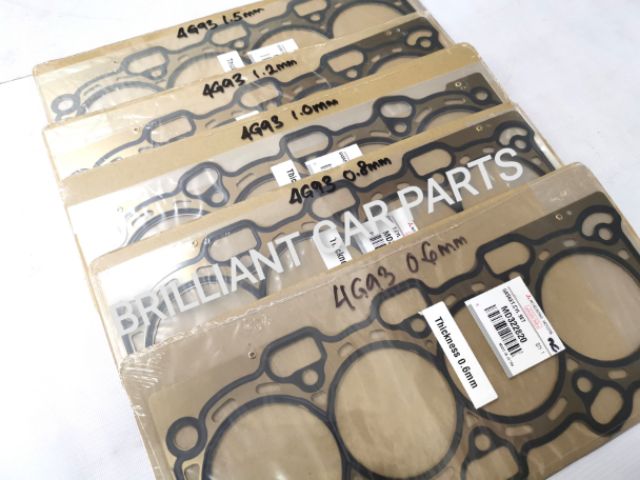 4G93 1.5mm
4G93 1.2mm
4G93 1.0mm
4G93 0.8mm
4G93 0.6mm
BRILLIANT CAR PARTS
MD322620
Thickness 0.6mm